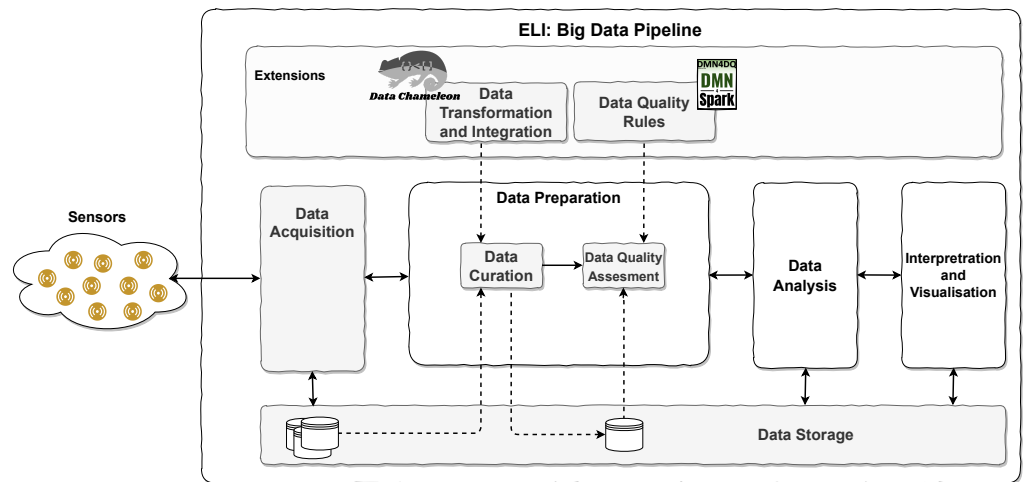 ELI: Big Data Pipeline
Extensions
{}<{}
Data Chameleon
Data
Transformation
and Integration
Data Quality
Rules
DMN4DQ
DMN
Spark
Sensors
Data
Acquisition
Data Preparation
Data
Curation
Data Quality
Assesment
Data
Analysis
Interpretration
and
Visualisation
Data Storage